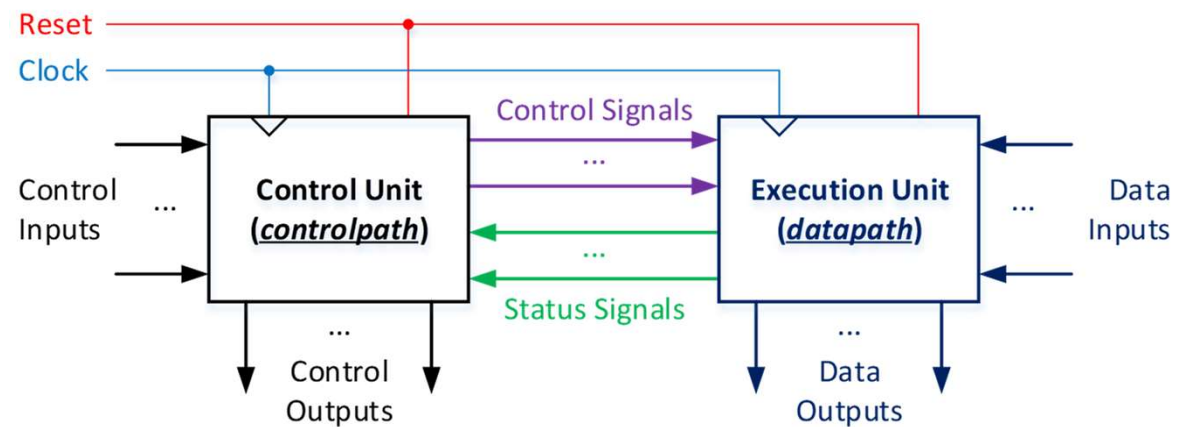 Reset
Clock
Control Signals
...
Control
Inputs
...
Control Unit
(controlpath)
Execution Unit
(datapath)
...
Data
Inputs
...
Status Signals
...
Control
Outputs
...
Data
Outputs